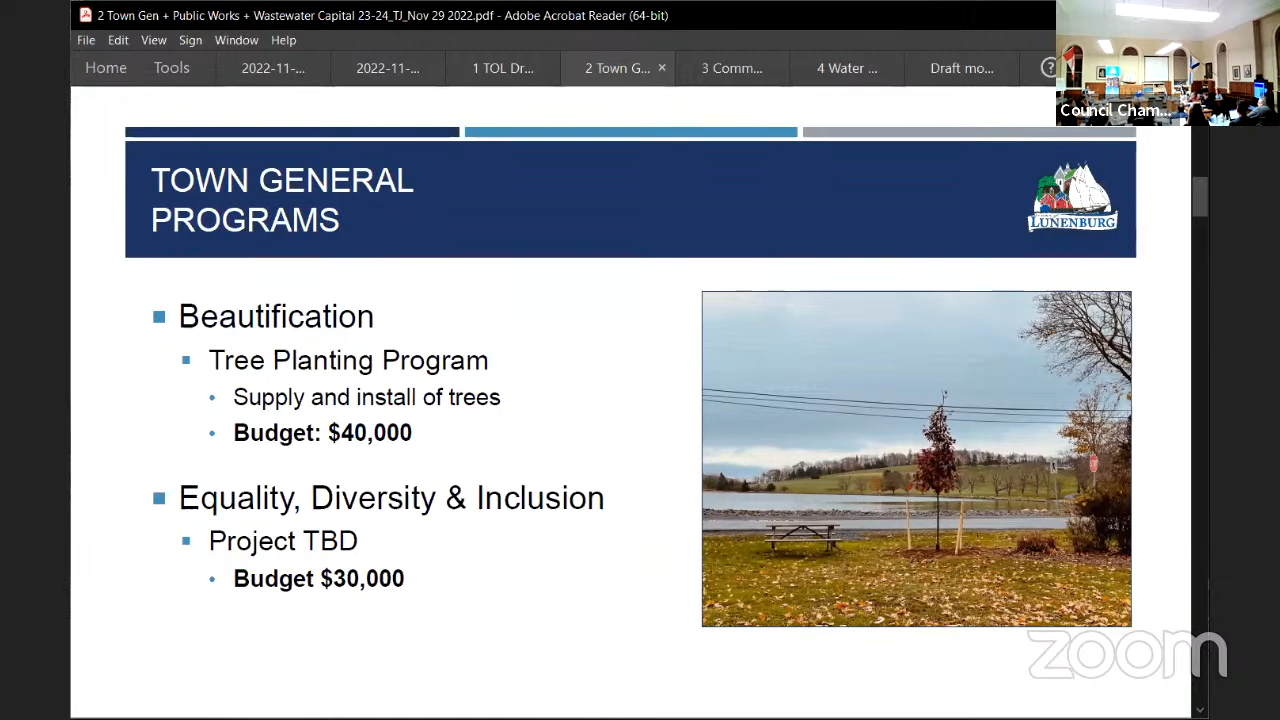 2 Town Gen + Public Works + Wastewater Capital 23-24_TJ_Nov 29 2022.pdf - Adobe Acrobat Reader (64-bit)
File Edit View Sign Window Help
Home Tools 2022-11-... 2022-11-... 1 TOL Dr... 2 Town G... × 3 Comm... 4 Water ... Draft mo... ?
Council Cham...
TOWN GENERAL
PROGRAMS
LUNENBURG
Beautification
Tree Planting Program
Supply and install of trees
Budget: $40,000
Equality, Diversity & Inclusion
Project TBD
Budget $30,000
zoom